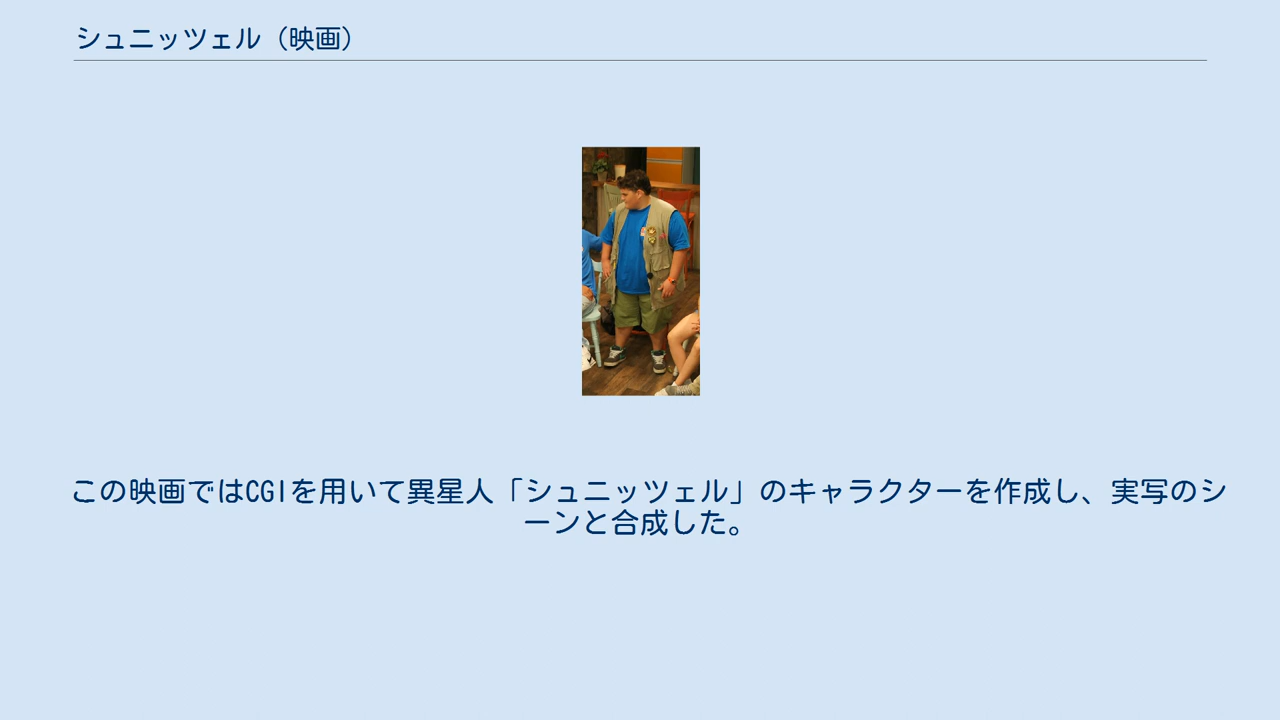 シュニッツェル（映画）
この映画ではCGIを用いて異星人「シュニッツェル」のキャラクターを作成し、実写のシ
ーンと合成した。